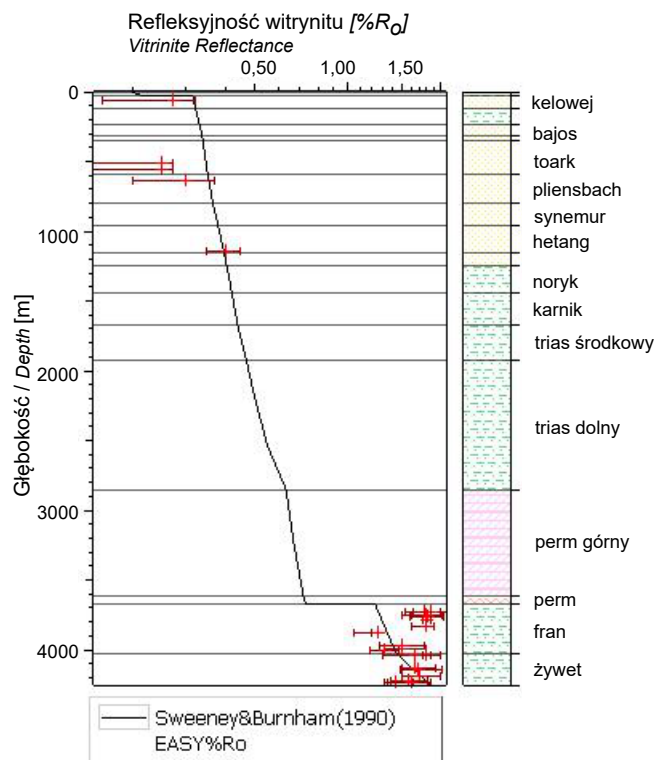 Refleksyjność witrynitu [%Ro]
Vitrinite Reflectance
0,50 1,00 1,50
Głębokość / Depth [m]
0
1000
2000
3000
4000
kelowej
bajos
toark
pliensbach
synemur
hetang
noryk
karnik
trias środkowy
trias dolny
perm górny
perm
fran
żywet
Sweeney&Burnham(1990)
EASY%Ro